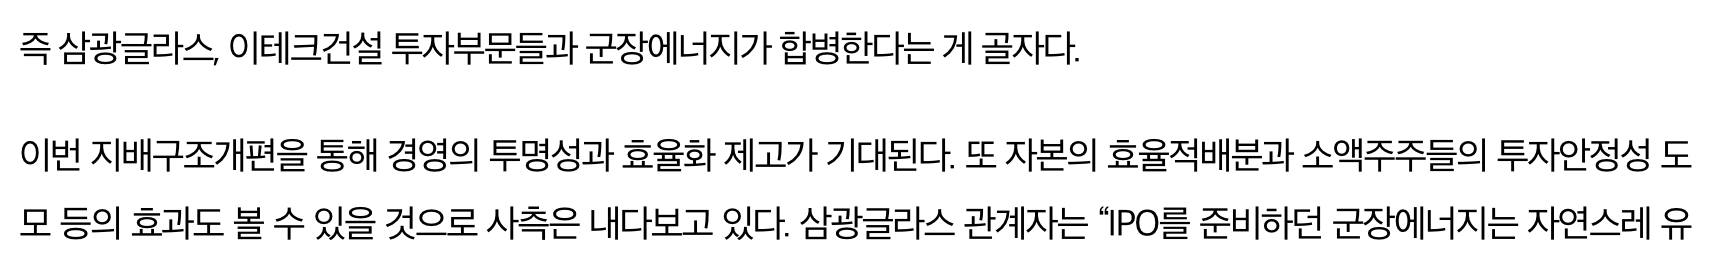 즉 삼광글라스, 이테크건설 투자부문들과 군장에너지가 합병한다는 게 골자다.
이번 지배구조개편을 통해 경영의 투명성과 효율화 제고가 기대된다. 또 자본의 효율적배분과 소액주주들의 투자안정성 도
모 등의 효과도 볼 수 있을 것으로 사측은 내다보고 있다. 삼광글라스 관계자는 “IPO를 준비하던 군장에너지는 자연스레 유